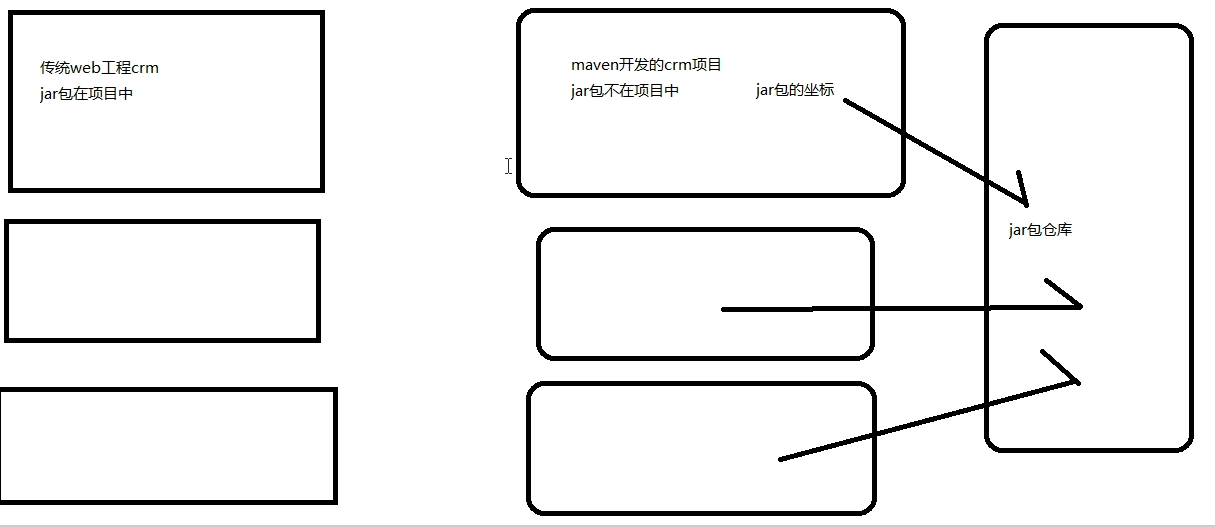 传统web工程crm
jar包在项目中
maven开发的crm项目
jar包不在项目中
jar包的坐标
jar包仓库